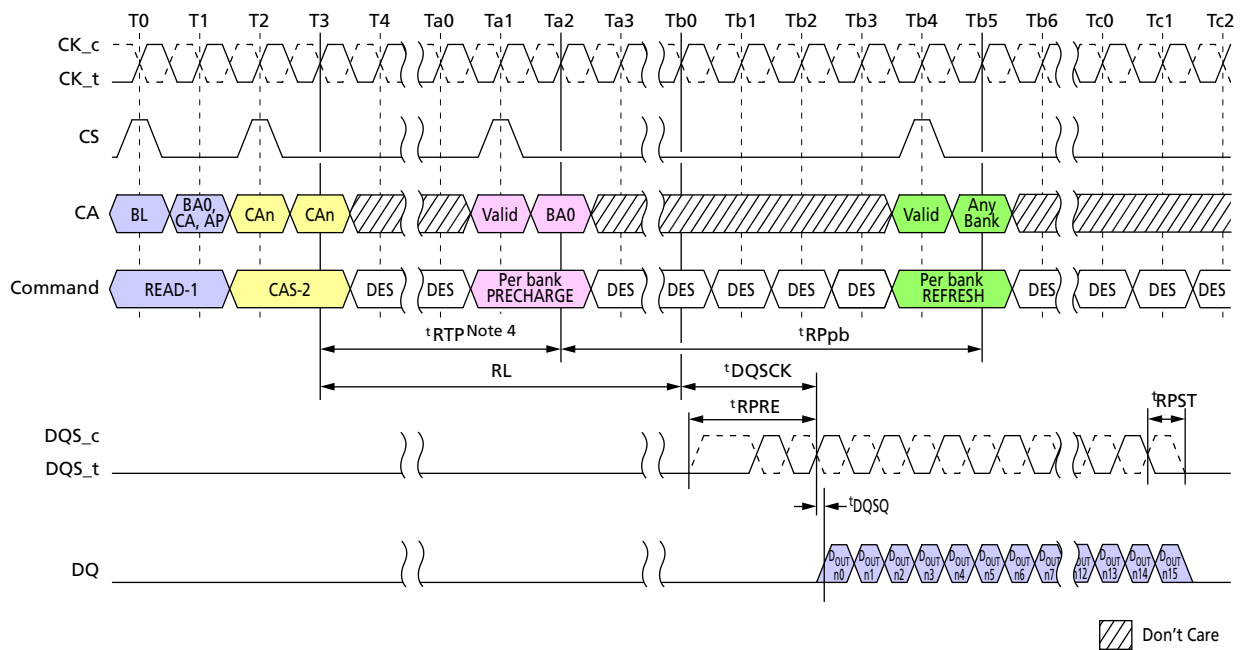 T0 T1 T2 T3 T4 Ta0 Ta1 Ta2 Ta3 Tb0 Tb1 Tb2 Tb3 Tb4 Tb5 Tb6 Tc0 Tc1 Tc2
CK_c
CK_t
CS
CA BL BA0, CA, AP CAn CAn Valid BA0 Valid Any Bank
Command READ-1 CAS-2 DES DES Per bank PRECHARGE DES DES DES DES DES Per bank REFRESH DES DES DES DES
tRTP Note 4 tRPpb
RL tDQSCK
tRPRE tRPST
DQS_c
DQS_t
tDQSQ
DQ DOUT n0 DOUT n1 DOUT n2 DOUT n3 DOUT n4 DOUT n5 DOUT n6 DOUT n7 DOUT n12 DOUT n13 DOUT n14 DOUT n15
Don't Care